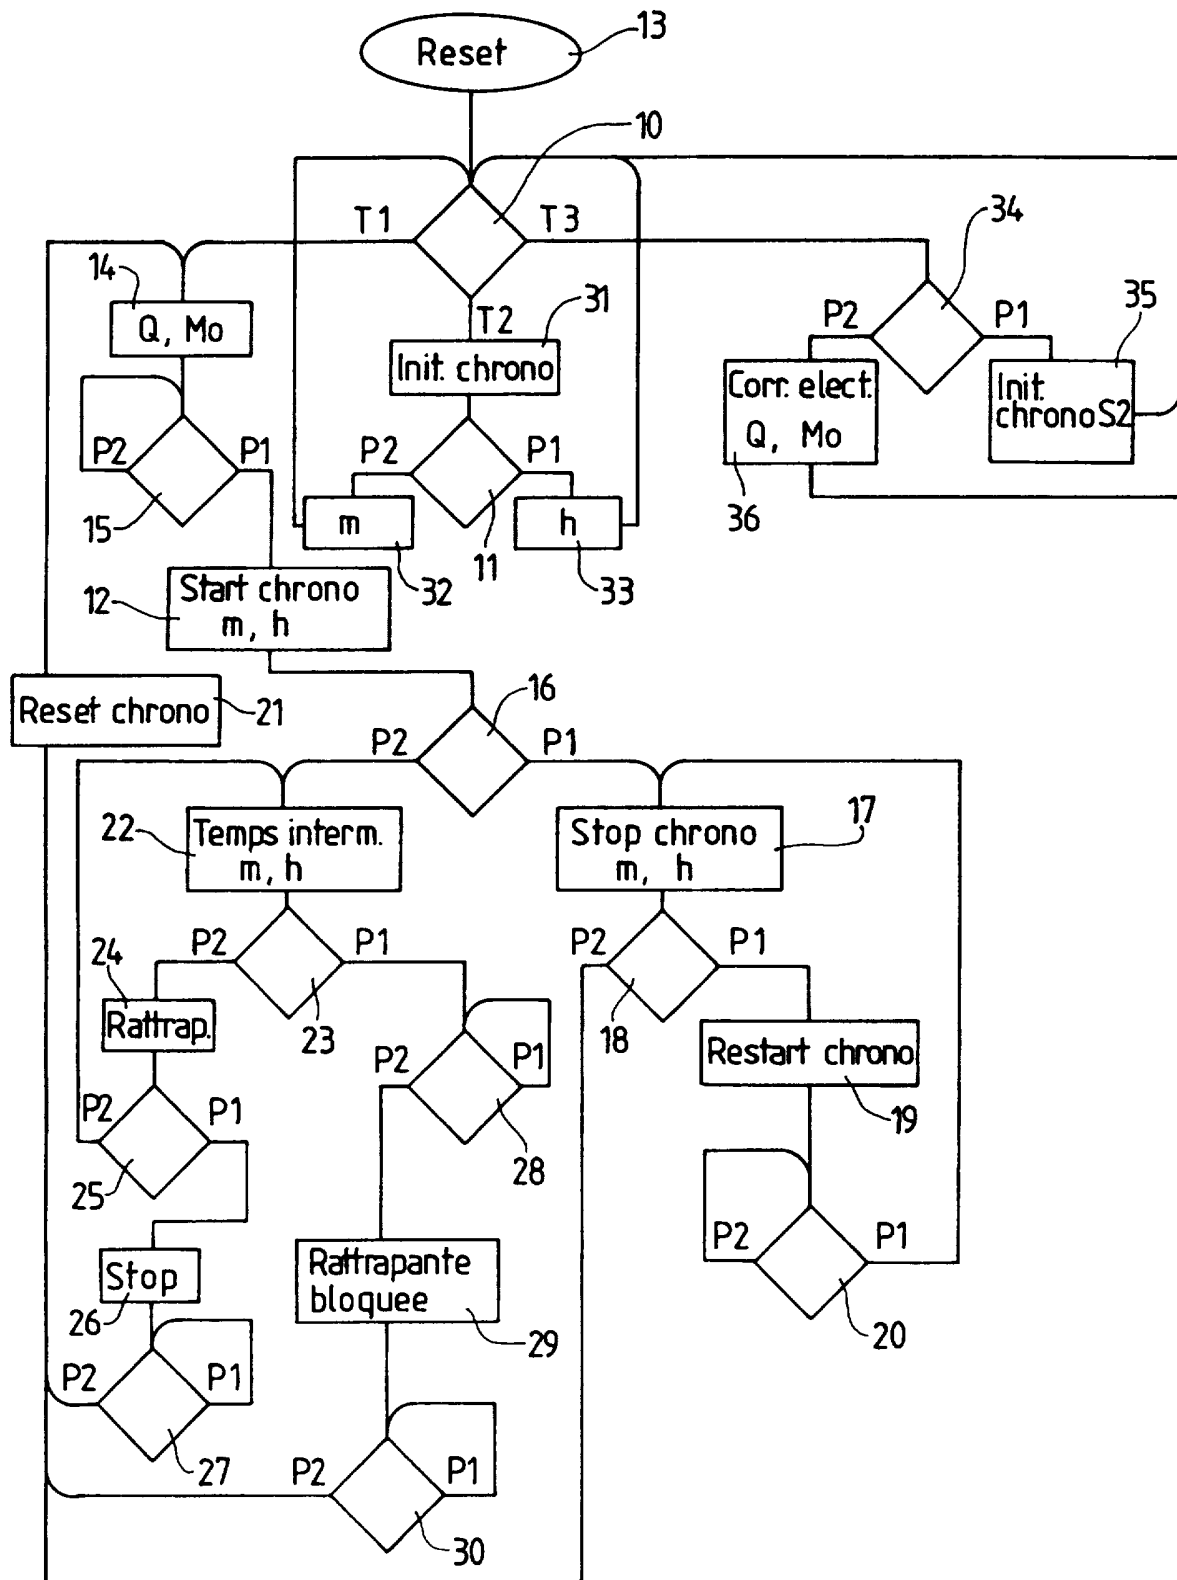 Reset
13
10
T1
T3
34
14
Q, Mo
31
T2
Init. chrono
P2
P1
35
Corr. elect.
Q, Mo
Init.
chrono S2
P2
P1
P2
P1
36
15
m
h
11
32
33
12
Start chrono
m, h
Reset chrono
21
16
P2
P1
22
Temps interm.
m, h
Stop chrono
m, h
17
P2
P1
P2
P1
24
23
18
Rattrap.
P2
P1
Restart chrono
19
P2
P1
28
25
P2
P1
Stop
26
Rattrapante
bloquee
29
20
P2
P1
27
P2
P1
30